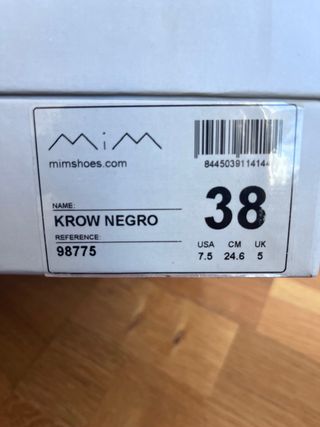 MiM
mimshoes.com
8445039114144
NAME:
KROW NEGRO
38
REFERENCE:
98775
USA CM UK
7.5 24.6 5